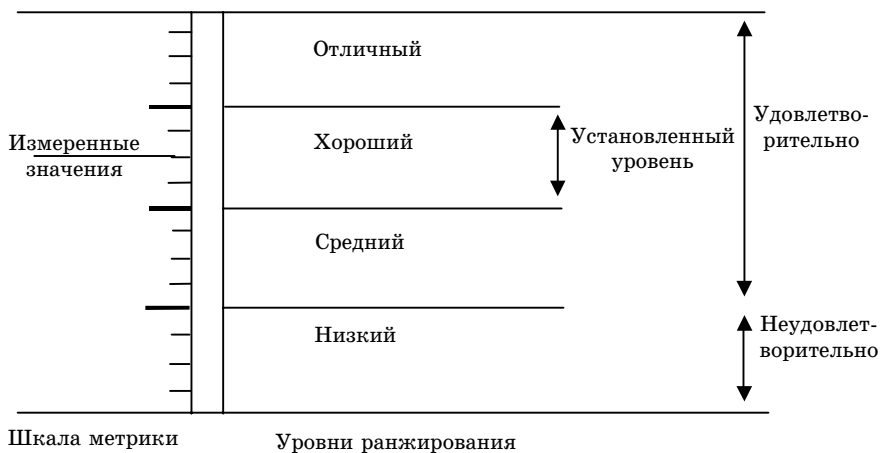 Отличный
Удовлетво-
рительно
Измеренные
значения
Хороший
Установленный
уровень
Средний
Низкий
Неудовлет-
ворительно
Шкала метрики
Уровни ранжирования